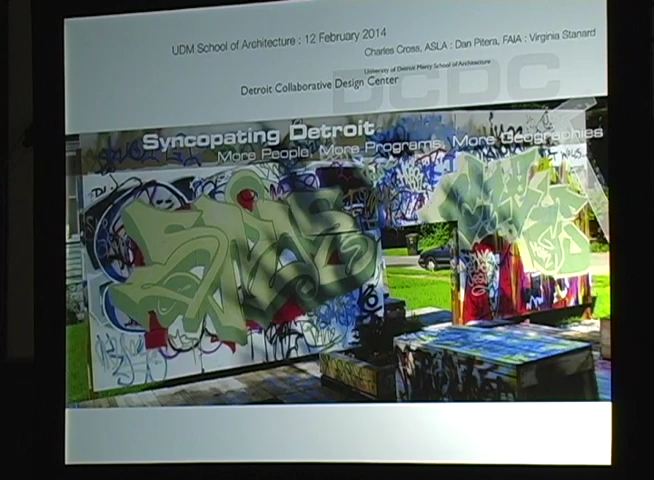 UDM School of Architecture : 12 February 2014
Charles Cross, ASLA : Dan Pitera, FAIA : Virginia Stanard
University of Detroit Mercy School of Architecture
Detroit Collaborative Design Center
DCDC
Syncopating Detroit
More People, More Programs, More Geographies